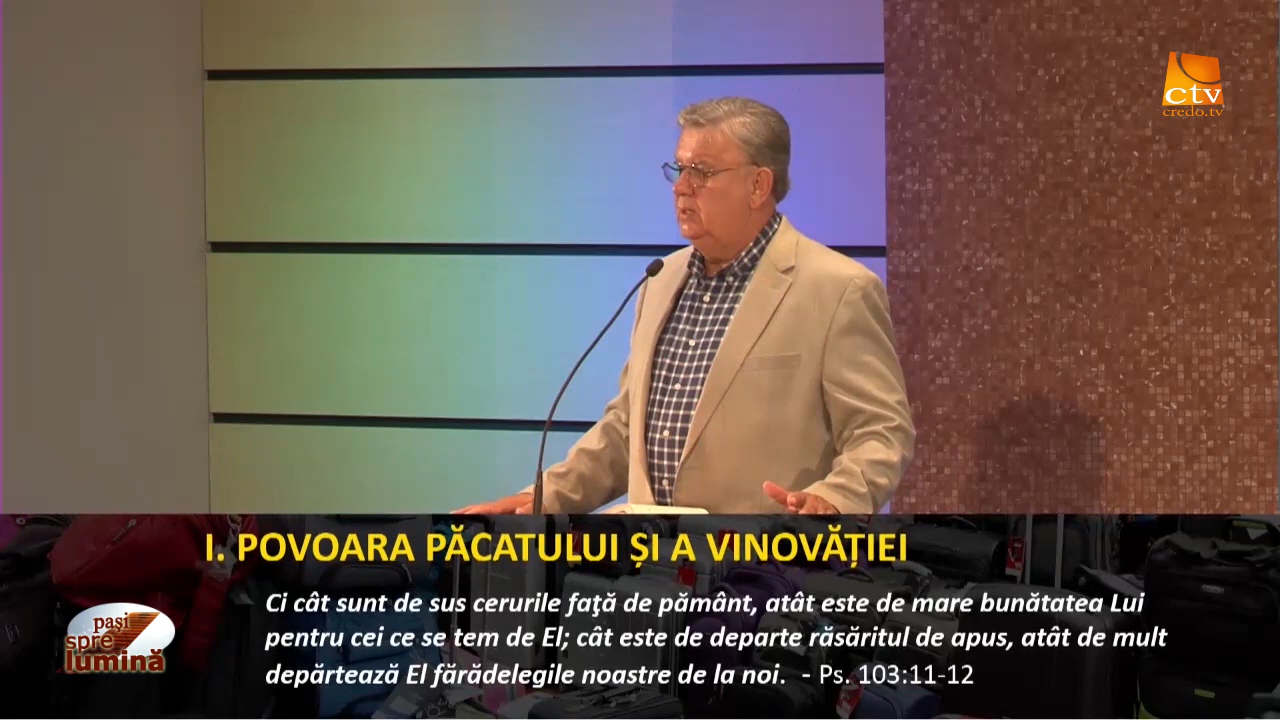 ctv
credo.tv
I. POVOARA PĂCATULUI ȘI A VINOVĂȚIEI
Ci cât sunt de sus cerurile faţă de pământ, atât este de mare bunătatea Lui
pentru cei ce se tem de El; cât este de departe răsăritul de apus, atât de mult
depărtează El fărădelegile noastre de la noi. - Ps. 103:11-12
pași
spre
lumină